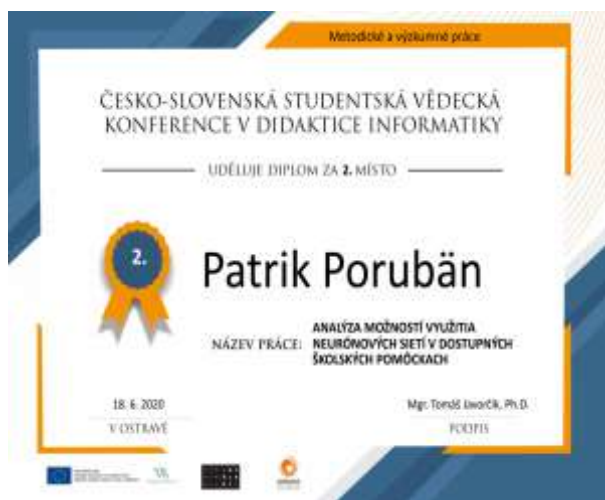 Metodické a výzkumné práce
ČESKO-SLOVENSKÁ STUDENTSKÁ VĚDECKÁ
KONFERENCE V DIDAKTICE INFORMATIKY
UDĚLUJE DIPLOM ZA 2. MÍSTO
2.
Patrik Porubän
NÁZEV PRÁCE:
ANALÝZA MOŽNOSTÍ VYUŽITIA
NEURÓNOVÝCH SIETÍ V DOSTUPNÝCH
ŠKOLSKÝCH POMÔCKACH
18. 6. 2020
Mgr. Tomáš Javorčík, Ph.D.
V OSTRAVĚ
PODPIS